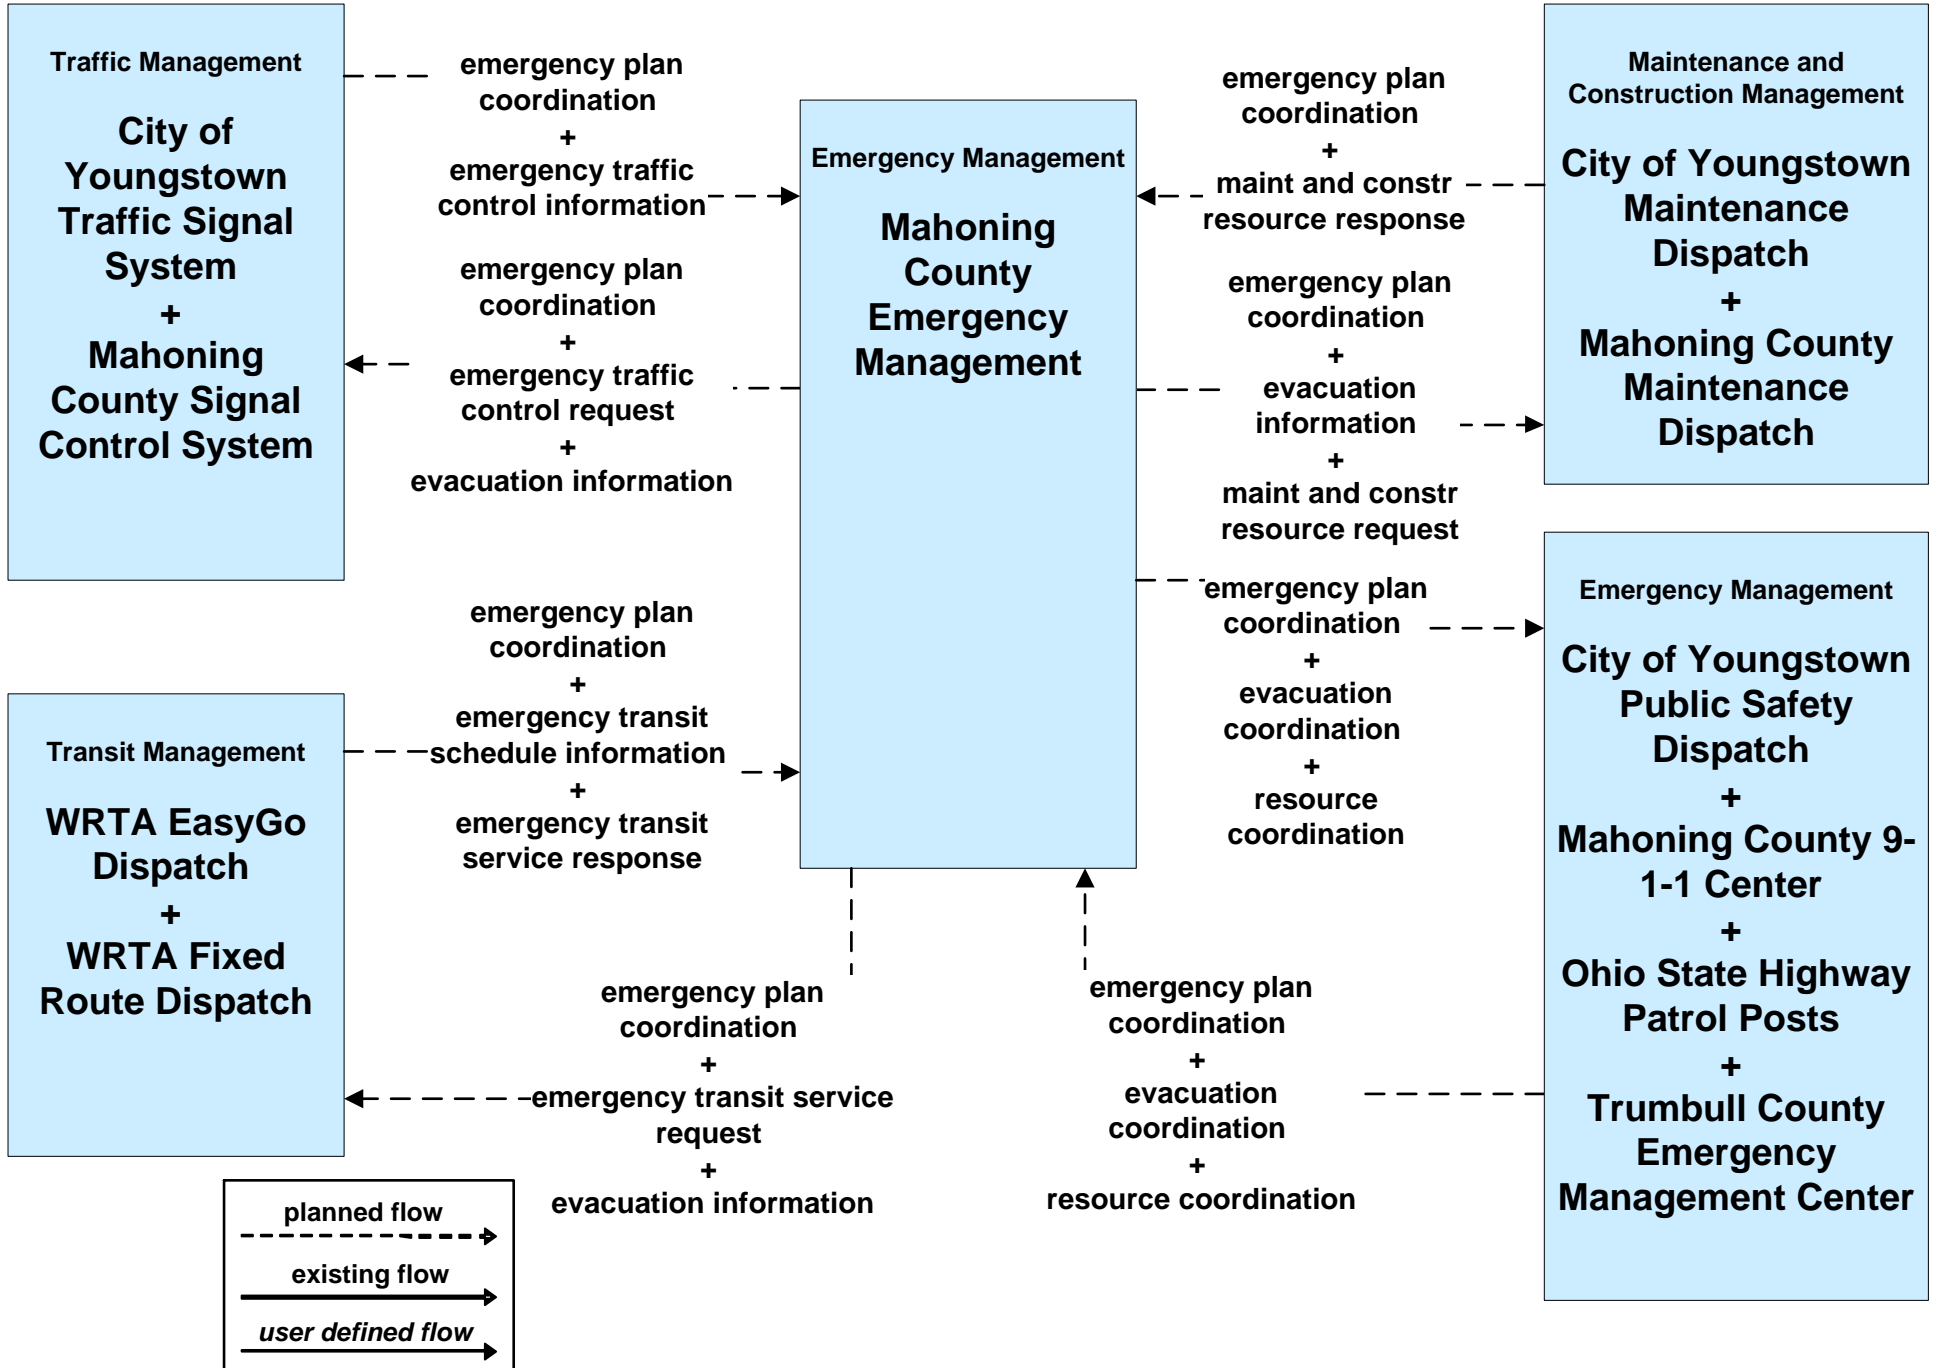 Traffic Management
City of
Youngstown
Traffic Signal
System
+
Mahoning
County Signal
Control System
emergency plan
coordination
+
emergency traffic
control information
emergency plan
coordination
+
emergency traffic
control request
+
evacuation information
Emergency Management
Mahoning
County
Emergency
Management
emergency plan
coordination
+
maint and constr
resource response
emergency plan
coordination
+
evacuation
information
+
maint and constr
resource request
Maintenance and
Construction Management
City of Youngstown
Maintenance
Dispatch
+
Mahoning County
Maintenance
Dispatch
Transit Management
WRTA EasyGo
Dispatch
+
WRTA Fixed
Route Dispatch
emergency plan
coordination
+
emergency transit
schedule information
+
emergency transit
service response
emergency plan
coordination
+
emergency transit service
request
+
evacuation information
emergency plan
coordination
+
evacuation
coordination
+
resource
coordination
emergency plan
coordination
+
evacuation
coordination
+
resource coordination
Emergency Management
City of Youngstown
Public Safety
Dispatch
+
Mahoning County 9-
1-1 Center
+
Ohio State Highway
Patrol Posts
+
Trumbull County
Emergency
Management Center
planned flow
existing flow
user defined flow